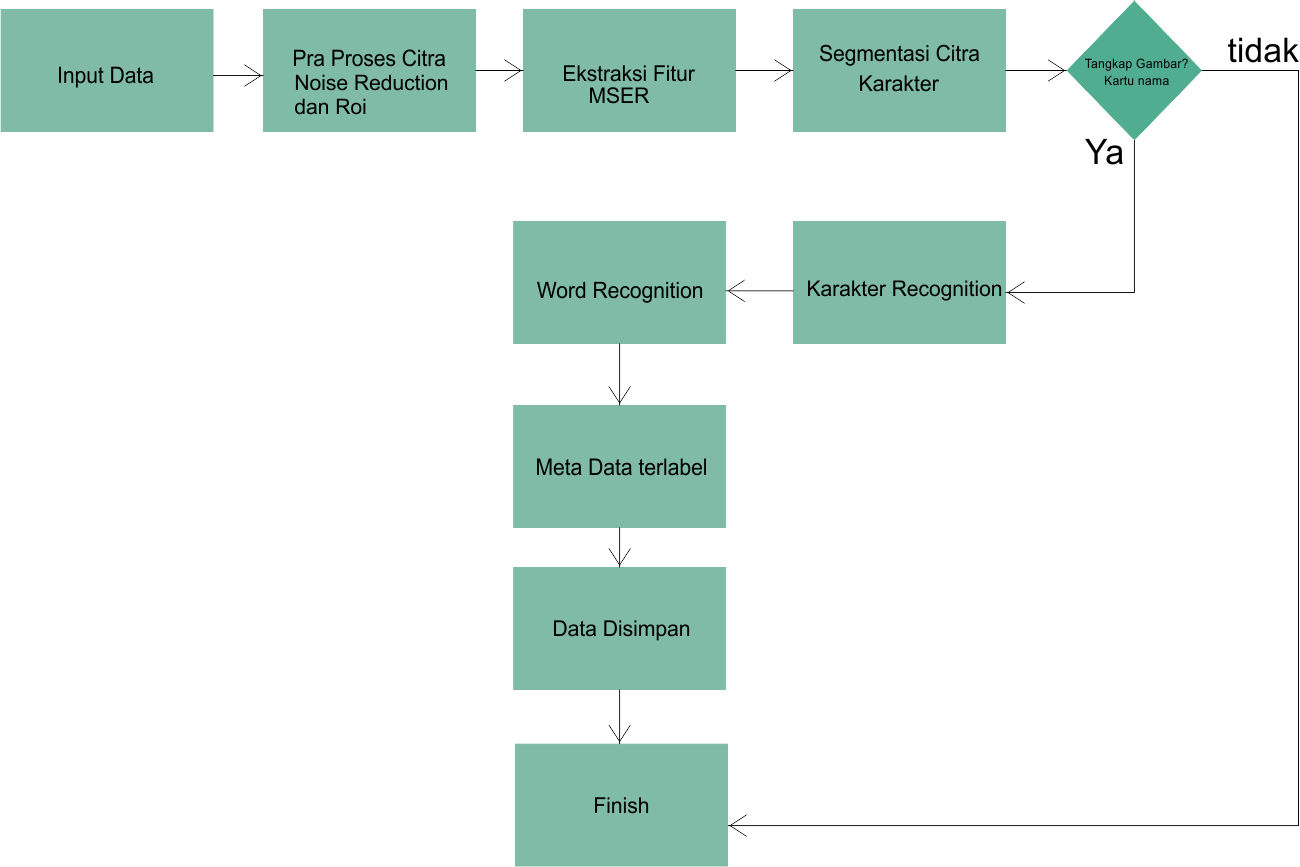 Input Data
Pra Proses Citra
Noise Reduction
dan Roi
Ekstraksi Fitur
MSER
Segmentasi Citra
Karakter
Tangkap Gambar?
Kartu nama
tidak
Ya
Karakter Recognition
Word Recognition
Meta Data terlabel
Data Disimpan
Finish